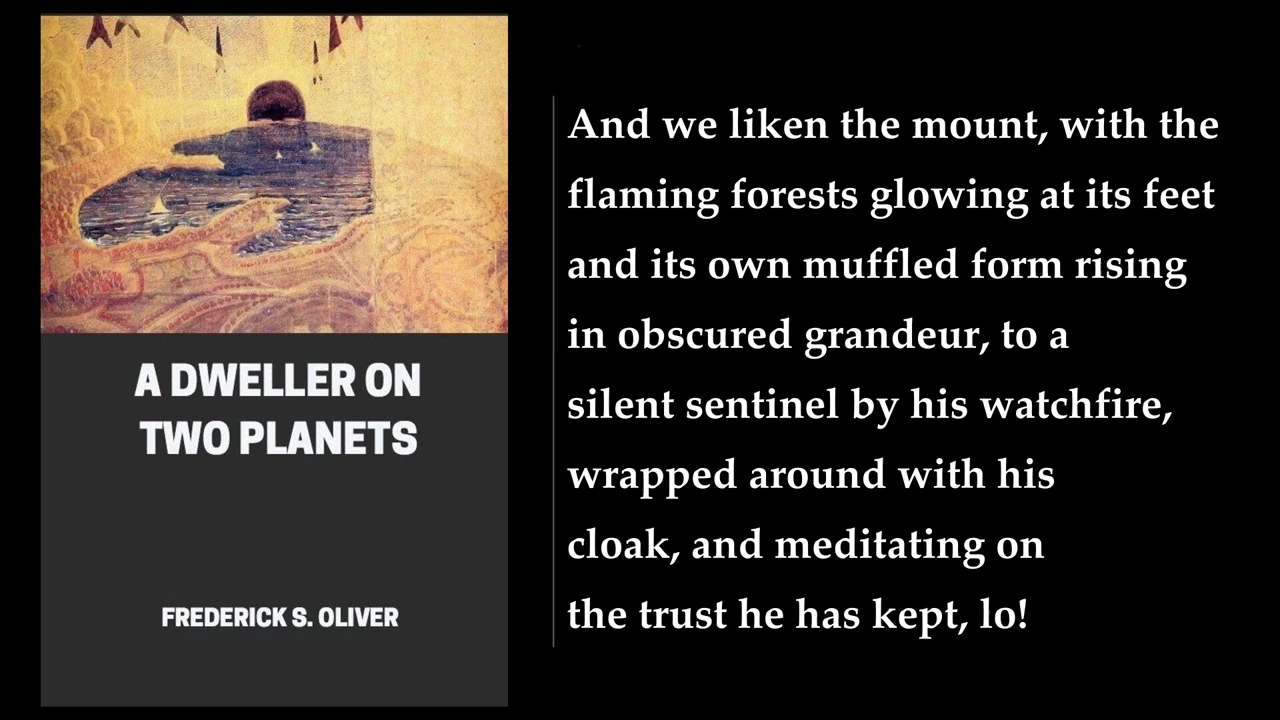 A DWELLER ON
TWO PLANETS
FREDERICK S. OLIVER
And we liken the mount, with the
flaming forests glowing at its feet
and its own muffled form rising
in obscured grandeur, to a
silent sentinel by his watchfire,
wrapped around with his
cloak, and meditating on
the trust he has kept, lo!